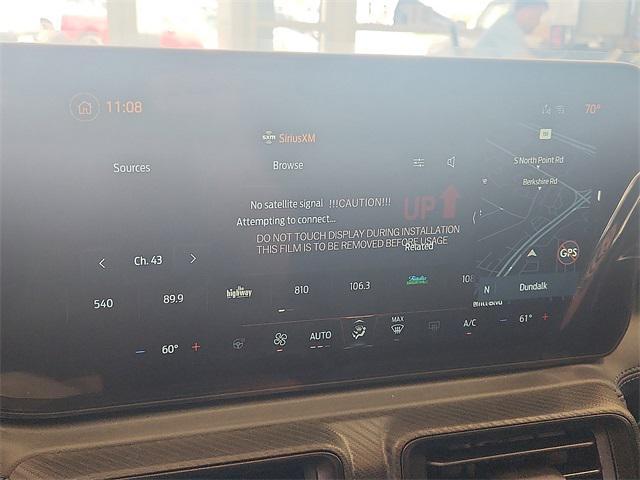 11:08
70°
sxm SiriusXM
Sources
Browse
S North Point Rd
Berkshire Rd
No satellite signal !!!CAUTION!!!
UP
Attempting to connect...
DO NOT TOUCH DISPLAY DURING INSTALLATION
THIS FILM IS TO BE REMOVED BEFORE USAGE
Related
GPS
Ch. 43
N Dundalk
540
89.9
the highway
810
106.3
108
60°
AUTO
MAX
A/C
61°